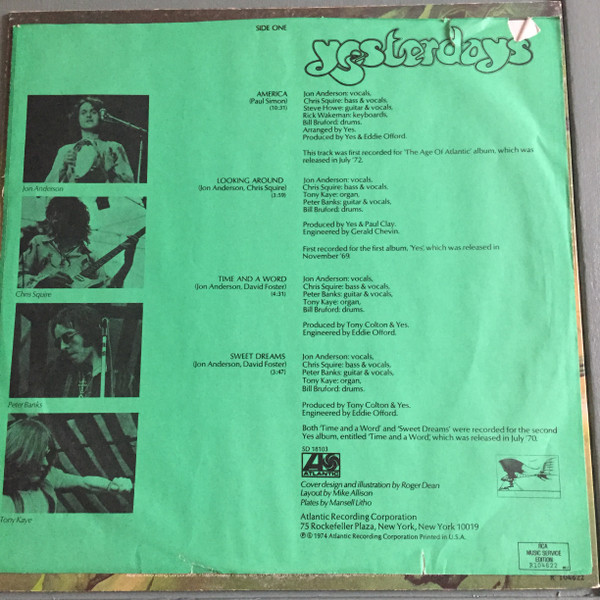 SIDE ONE
yesterdays
AMERICA
(Paul Simon)
(10:31)
Jon Anderson: vocals,
Chris Squire: bass & vocals,
Steve Howe: guitar & vocals,
Rick Wakeman: keyboards,
Bill Bruford: drums.
Arranged by Yes.
Produced by Yes & Eddie Offord.
This track was first recorded for 'The Age Of Atlantic' album, which was
released in July '72.
Jon Anderson
LOOKING AROUND
(Jon Anderson, Chris Squire)
(3:59)
Jon Anderson: vocals,
Chris Squire: bass & vocals,
Tony Kaye: organ,
Peter Banks: guitar & vocals,
Bill Bruford: drums.
Produced by Yes & Paul Clay.
Engineered by Gerald Chevin.
First recorded for the first album, 'Yes', which was released in
November '69.
Chris Squire
TIME AND A WORD
(Jon Anderson, David Foster)
(4:31)
Jon Anderson: vocals,
Chris Squire: bass & vocals,
Peter Banks: guitar & vocals,
Tony Kaye: organ,
Bill Bruford: drums.
Produced by Tony Colton & Yes.
Engineered by Eddie Offord.
SWEET DREAMS
(Jon Anderson, David Foster)
(3:47)
Jon Anderson: vocals,
Chris Squire: bass & vocals,
Peter Banks: guitar & vocals,
Tony Kaye: organ,
Bill Bruford: drums.
Produced by Tony Colton & Yes.
Engineered by Eddie Offord.
Peter Banks
Both 'Time and a Word' and 'Sweet Dreams' were recorded for the second
Yes album, entitled 'Time and a Word', which was released in July '70.
SD 18103
ATLANTIC
Cover design and illustration by Roger Dean
Layout by Mike Allison
Plates by Mansell Litho
Tony Kaye
Atlantic Recording Corporation
75 Rockefeller Plaza, New York, New York 10019
℗ © 1974 Atlantic Recording Corporation Printed in U.S.A.
RCA
MUSIC SERVICE
EDITION
R104622
R 104622